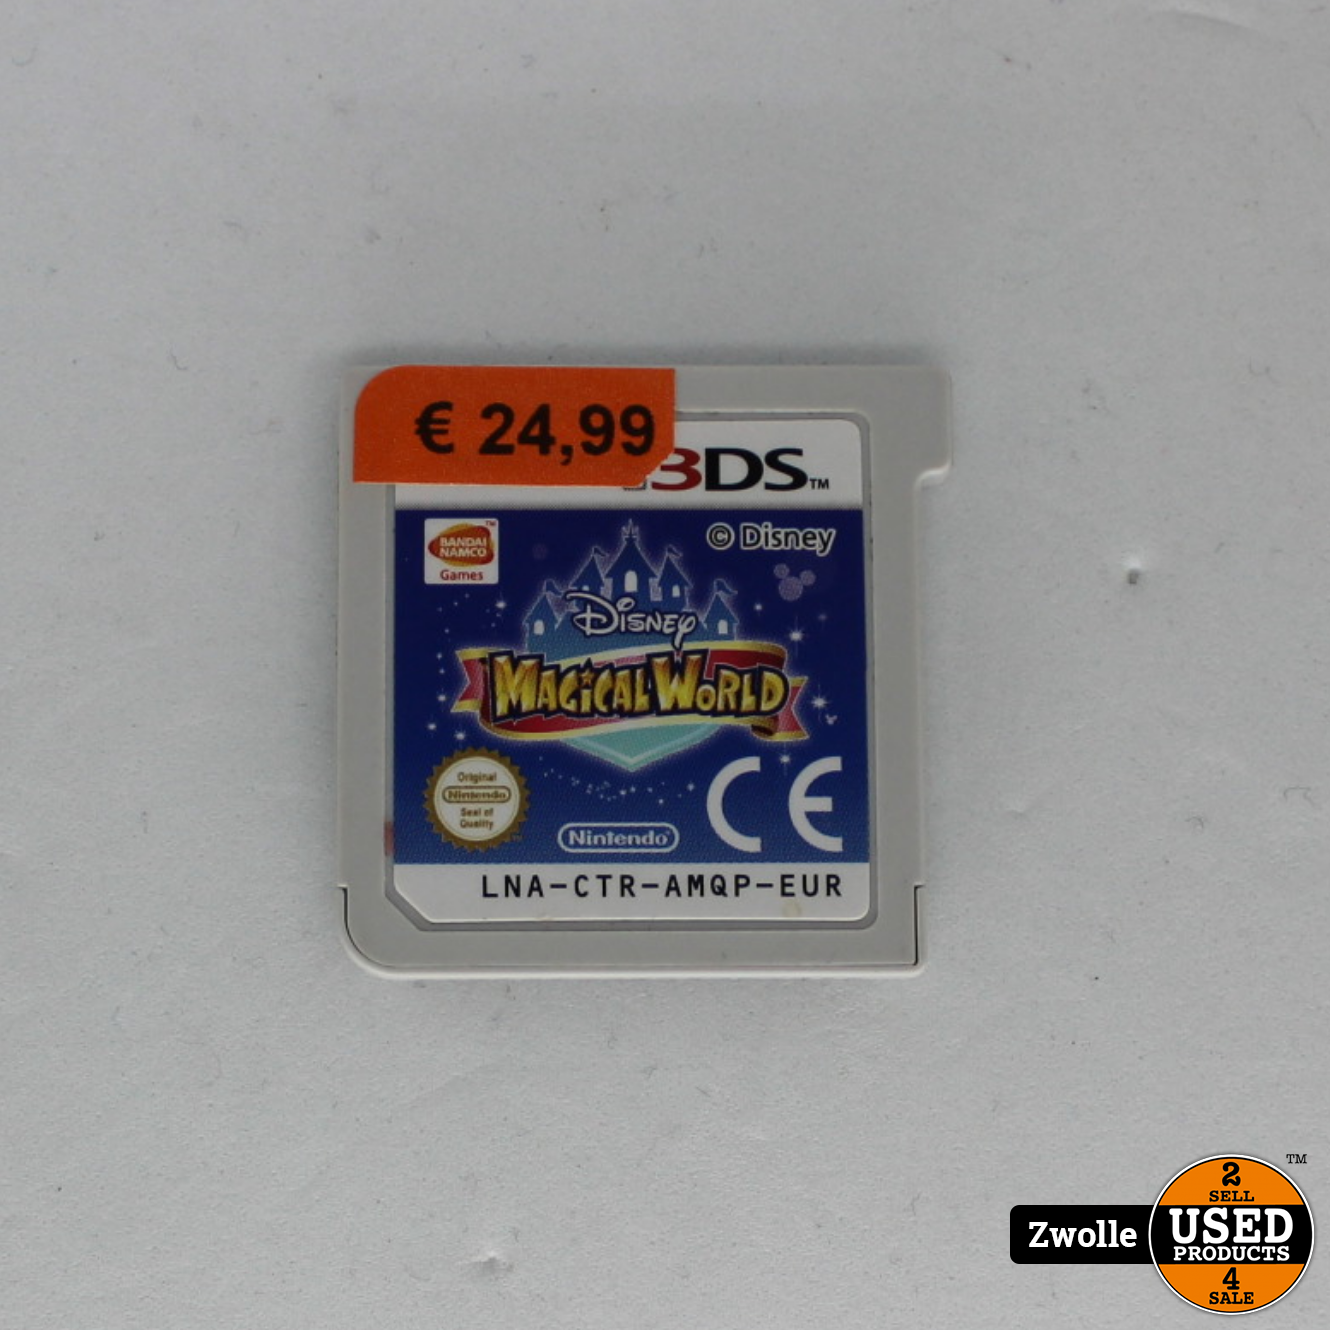 € 24,99
3DS™
BANDAI
NAMCO™
Games
© Disney
Disney
MAGICAL WORLD
Original
Nintendo
Seal of
Quality
Nintendo®
CE
LNA-CTR-AMQP-EUR
Zwolle
2
SELL
USED
PRODUCTS
4
SALE
TM